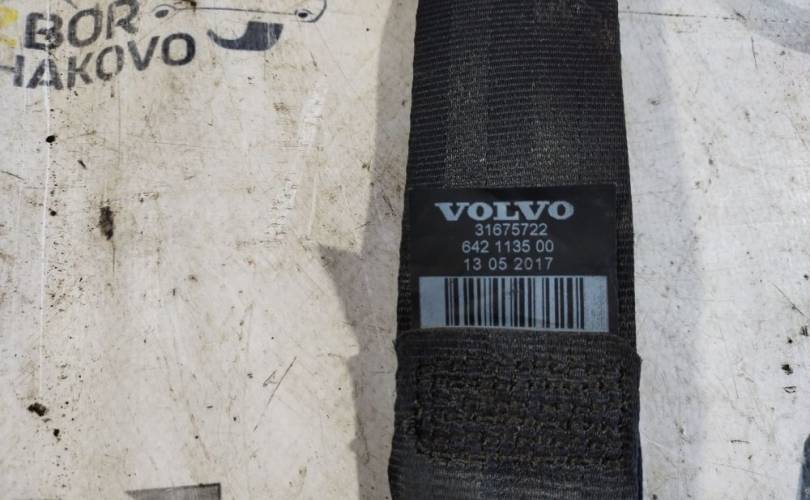 BOR
HAKOVO
VOLVO
31675722
642 1135 00
13 05 2017